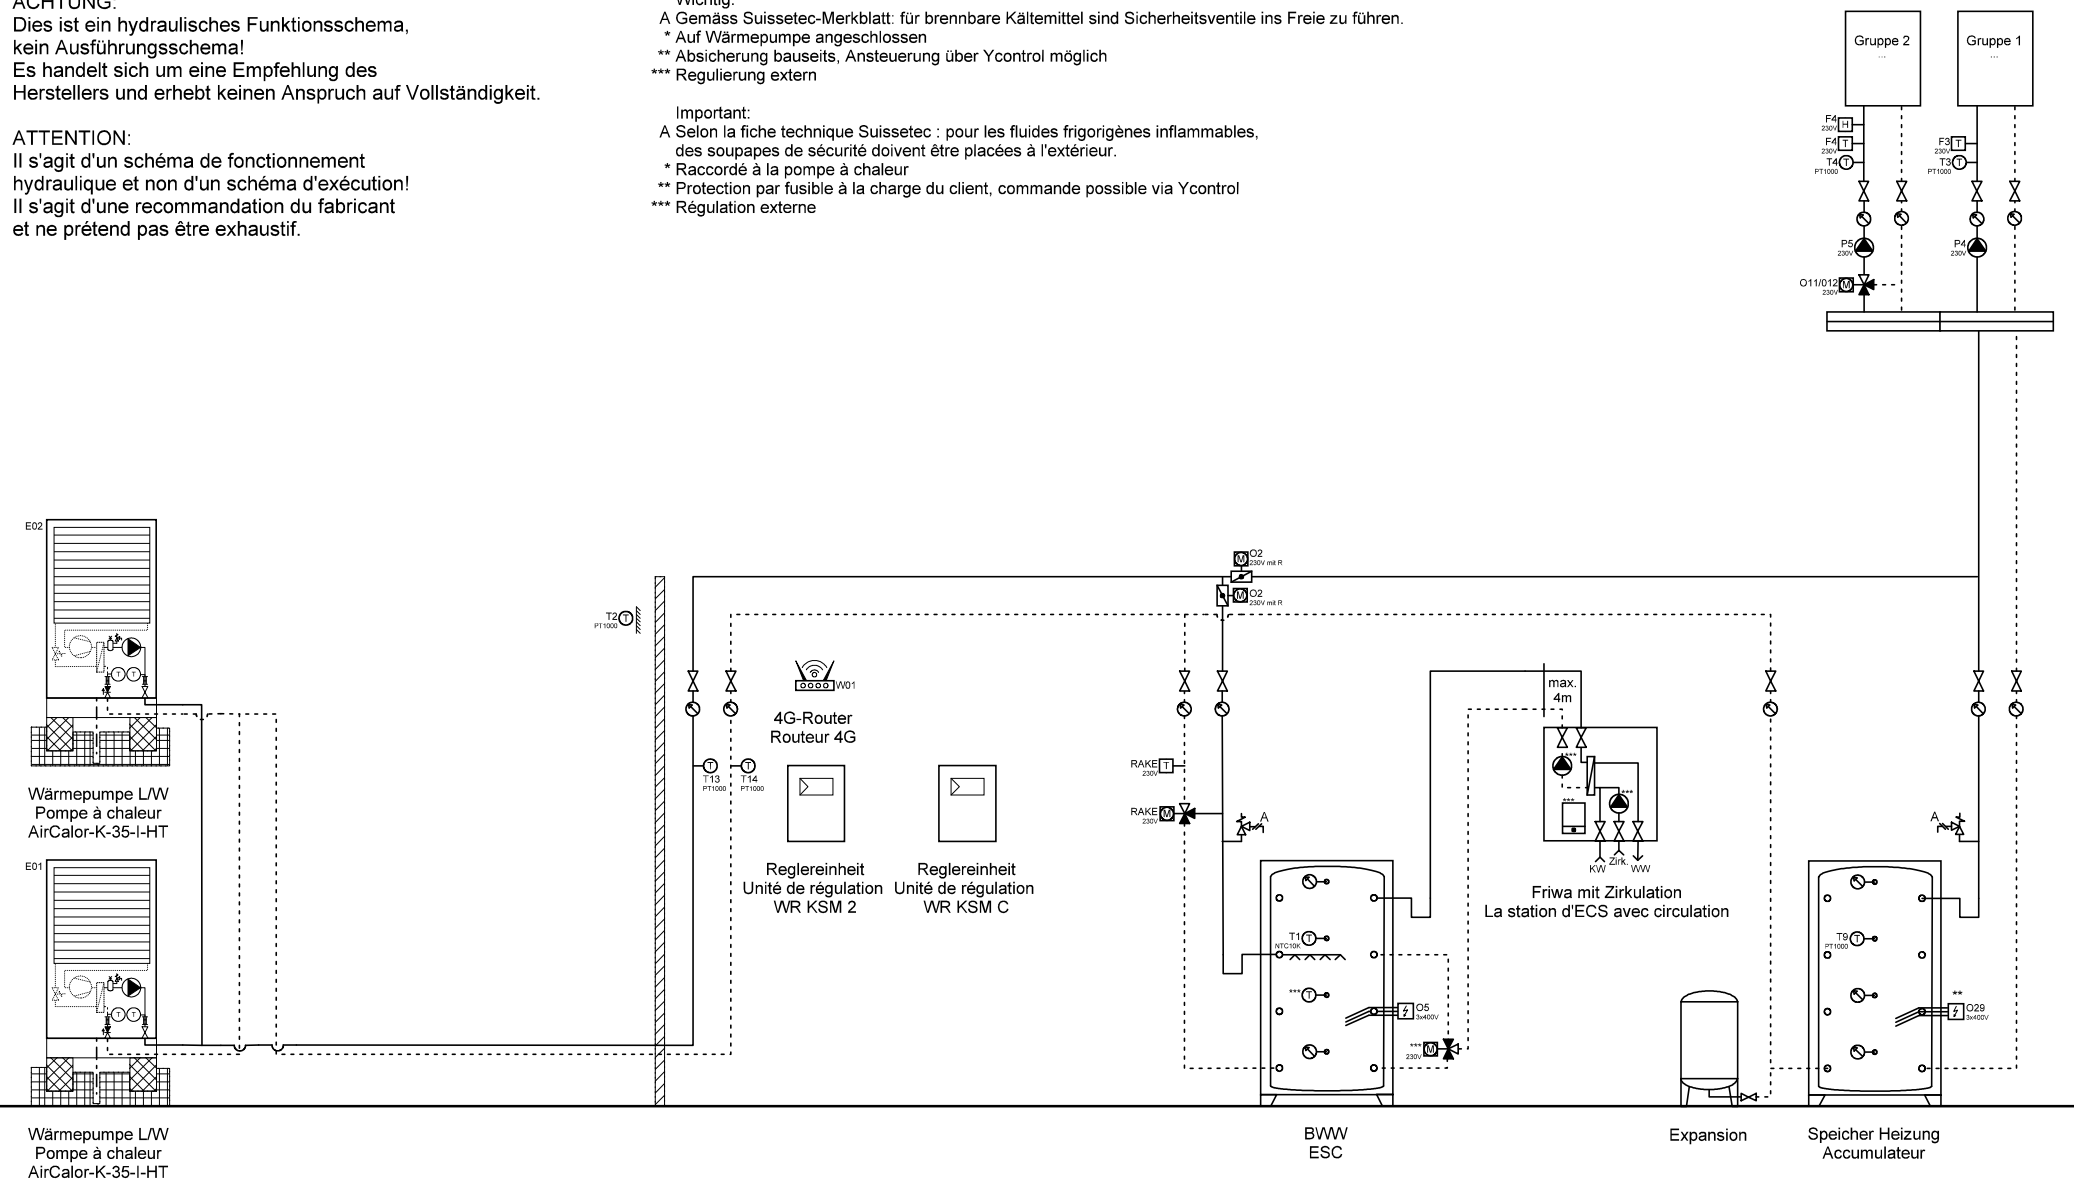 ACHTUNG:
Dies ist ein hydraulisches Funktionsschema,
kein Ausführungsschema!
Es handelt sich um eine Empfehlung des
Herstellers und erhebt keinen Anspruch auf Vollständigkeit.
ATTENTION:
Il s'agit d'un schéma de fonctionnement
hydraulique et non d'un schéma d'exécution!
Il s'agit d'une recommandation du fabricant
et ne prétend pas être exhaustif.
Wichtig:
A Gemäss Suissetec-Merkblatt: für brennbare Kältemittel sind Sicherheitsventile ins Freie zu führen.
* Auf Wärmepumpe angeschlossen
** Absicherung bauseits, Ansteuerung über Ycontrol möglich
*** Regulierung extern
Important:
A Selon la fiche technique Suissetec : pour les fluides frigorigènes inflammables,
des soupapes de sécurité doivent être placées à l'extérieur.
* Raccordé à la pompe à chaleur
** Protection par fusible à la charge du client, commande possible via Ycontrol
*** Régulation externe
Gruppe 2
...
Gruppe 1
...
F4
230V
H
F4
230V
T
T4
PT1000
T
F3
230V
T
T3
PT1000
T
P5
230V
P4
230V
O11/012
230V
M
E02
T
T
Wärmepumpe L/W
Pompe à chaleur
AirCalor-K-35-I-HT
E01
T
T
Wärmepumpe L/W
Pompe à chaleur
AirCalor-K-35-I-HT
T2
PT1000
T
W01
4G-Router
Routeur 4G
T
T13
PT1000
T
T14
PT1000
Reglereinheit
Unité de régulation
WR KSM 2
Reglereinheit
Unité de régulation
WR KSM C
M
O2
230V mit R
M
O2
230V mit R
RAKE
230V
T
RAKE
230V
M
A
T1
NTC10K
T
***
T
O5
3x400V
***
230V
M
BWW
ESC
max.
4m
***
***
***
KW
Zirk.
WW
Friwa mit Zirkulation
La station d'ECS avec circulation
Expansion
A
T9
PT1000
T
**
O29
3x400V
Speicher Heizung
Accumulateur